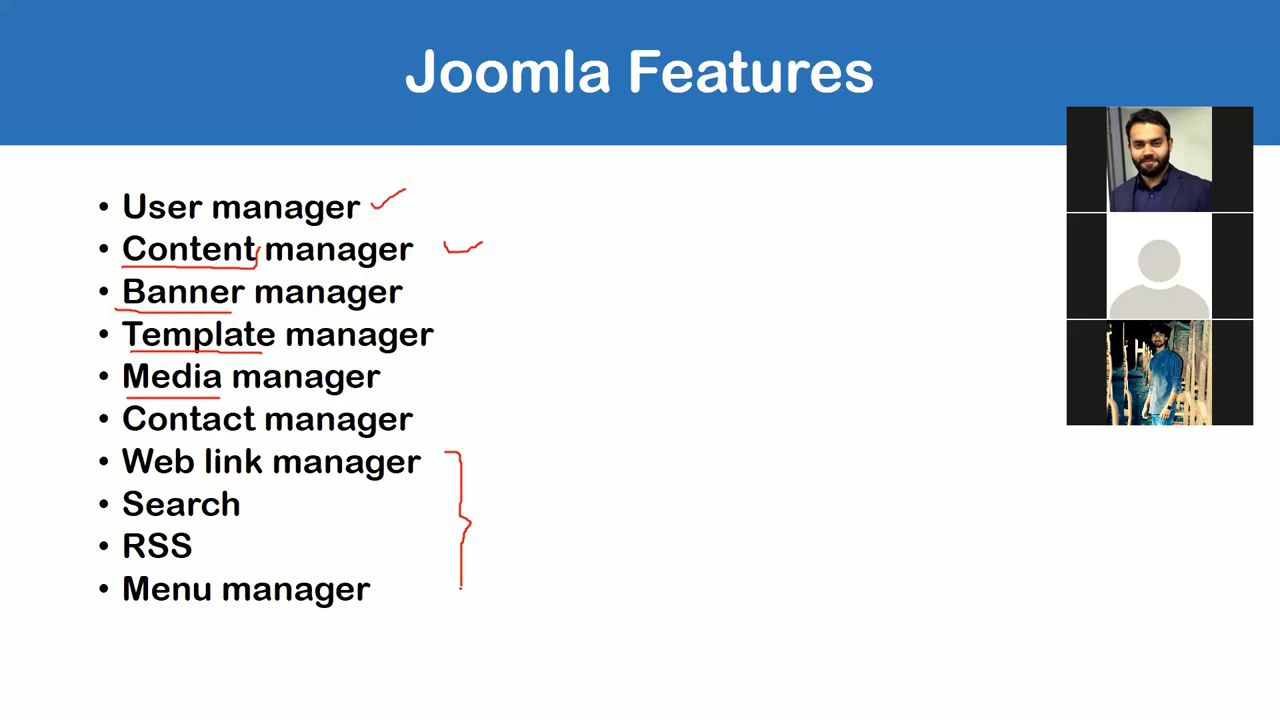 Joomla Features
• User manager
• Content manager
• Banner manager
• Template manager
• Media manager
• Contact manager
• Web link manager
• Search
• RSS
• Menu manager